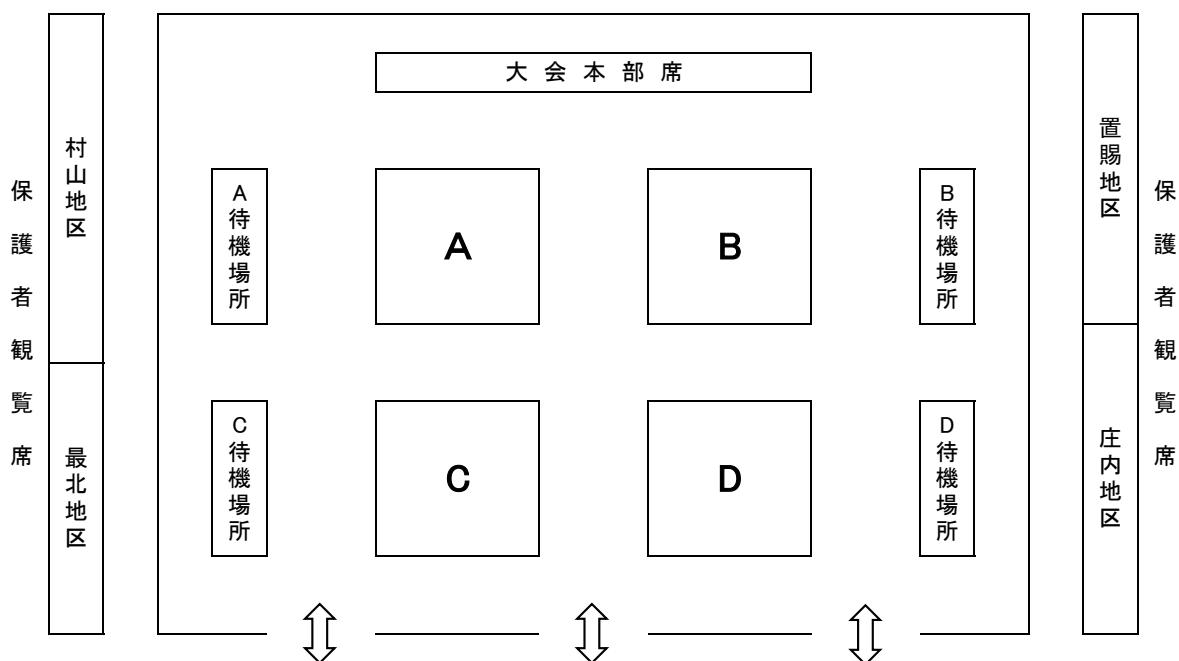 大会本部席
保護者観覧席
村山地区
最北地区
A待機場所
A
B
B待機場所
C待機場所
C
D
D待機場所
置賜地区
庄内地区
保護者観覧席